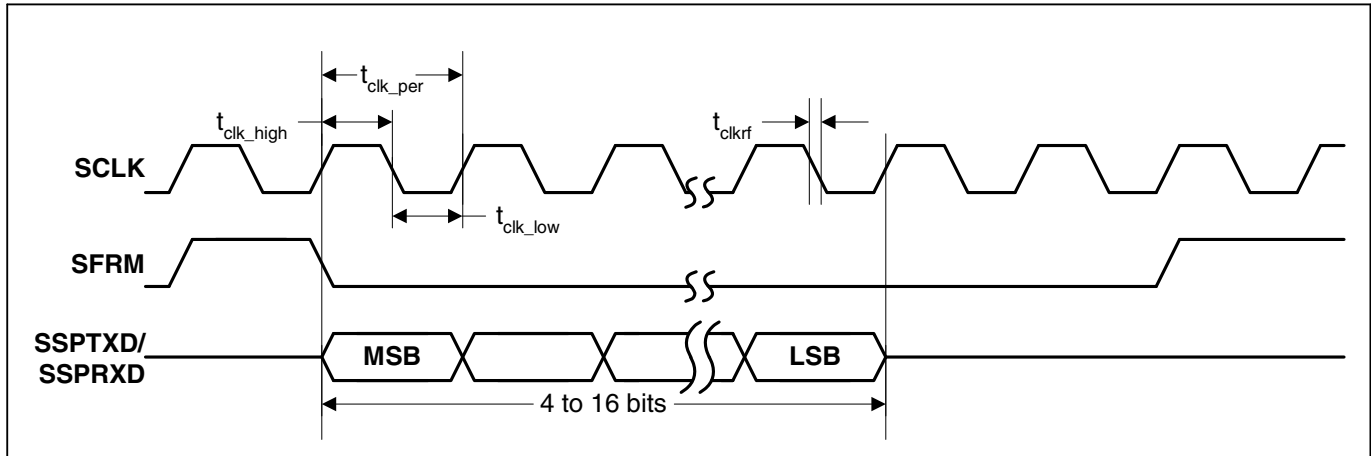 t_clk_per
t_clk_high
t_clkrf
SCLK
t_clk_low
SFRM
SSPTXD/
SSPRXD
MSB
LSB
4 to 16 bits